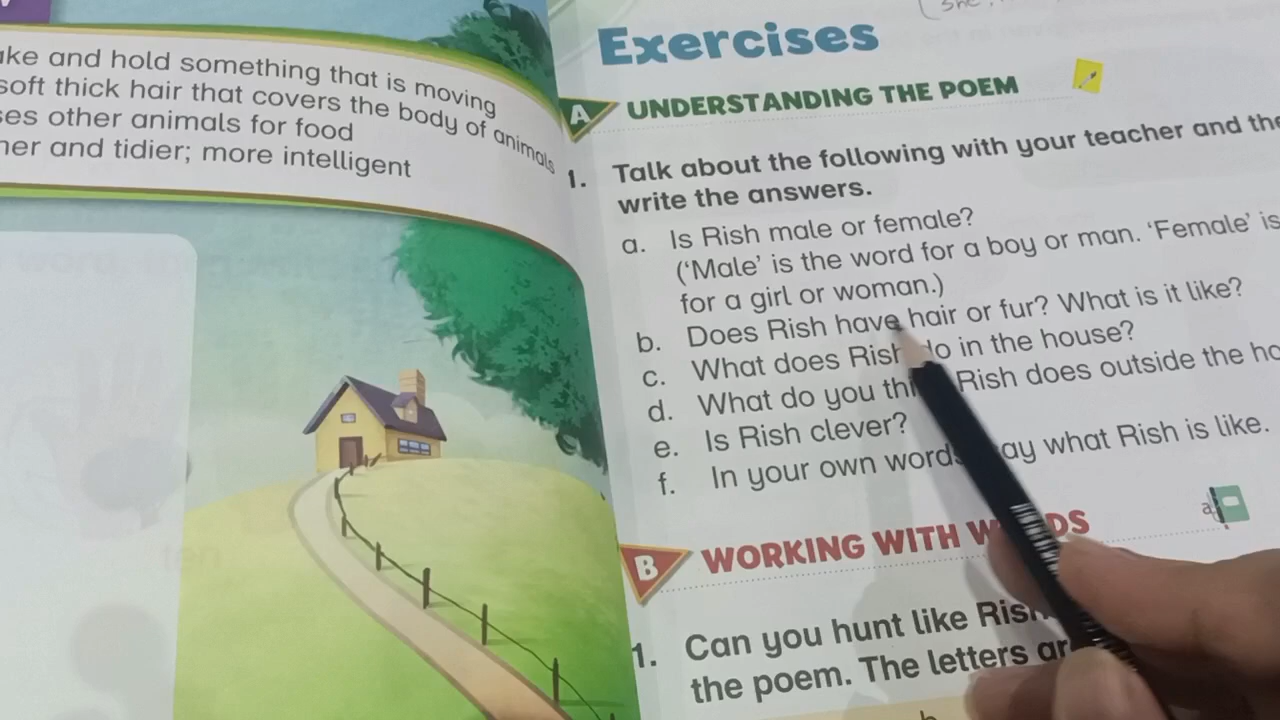 ake and hold something that is moving
soft thick hair that covers the body of animals
ses other animals for food
ner and tidier; more intelligent
she
Exercises
A UNDERSTANDING THE POEM
1. Talk about the following with your teacher and the
write the answers.
a. Is Rish male or female?
('Male' is the word for a boy or man. 'Female' is
for a girl or woman.)
b. Does Rish have hair or fur? What is it like?
c. What does Rish do in the house?
d. What do you thi Rish does outside the ho
e. Is Rish clever?
f. In your own words ay what Rish is like.
B WORKING WITH W DS
1. Can you hunt like Rish
the poem. The letters ar